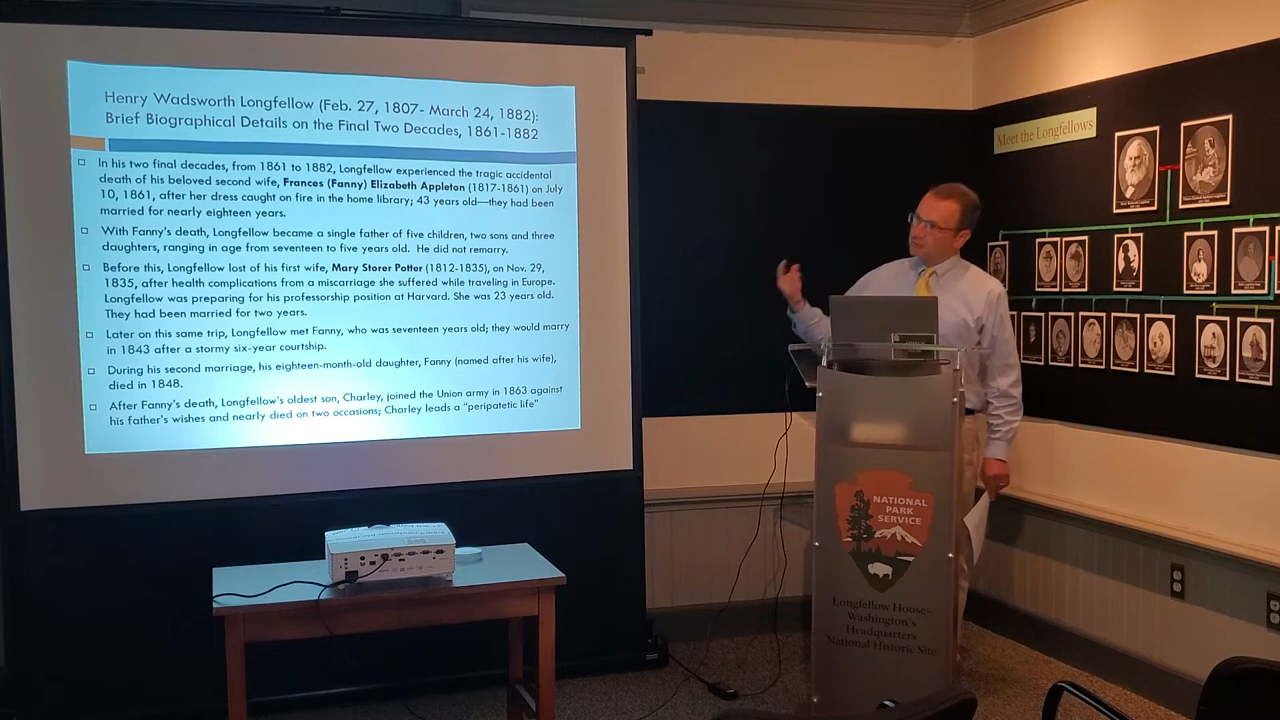 Henry Wadsworth Longfellow (Feb. 27, 1807- March 24, 1882):
Brief Biographical Details on the Final Two Decades, 1861-1882
In his two final decades, from 1861 to 1882, Longfellow experienced the tragic accidental
death of his beloved second wife, Frances (Fanny) Elizabeth Appleton (1817-1861) on July
10, 1861, after her dress caught on fire in the home library; 43 years old—they had been
married for nearly eighteen years.
With Fanny's death, Longfellow became a single father of five children, two sons and three
daughters, ranging in age from seventeen to five years old. He did not remarry.
Before this, Longfellow lost of his first wife, Mary Storer Potter (1812-1835), on Nov. 29,
1835, after health complications from a miscarriage she suffered while traveling in Europe.
Longfellow was preparing for his professorship position at Harvard. She was 23 years old.
They had been married for two years.
Later on this same trip, Longfellow met Fanny, who was seventeen years old; they would marry
in 1843 after a stormy six-year courtship.
During his second marriage, his eighteen-month-old daughter, Fanny (named after his wife),
died in 1848.
After Fanny's death, Longfellow's oldest son, Charley, joined the Union army in 1863 against
his father's wishes and nearly died on two occasions; Charley leads a "peripatetic life"
Meet the Longfellows
NATIONAL
PARK
SERVICE
Longfellow House–
Washington's
Headquarters
National Historic Site